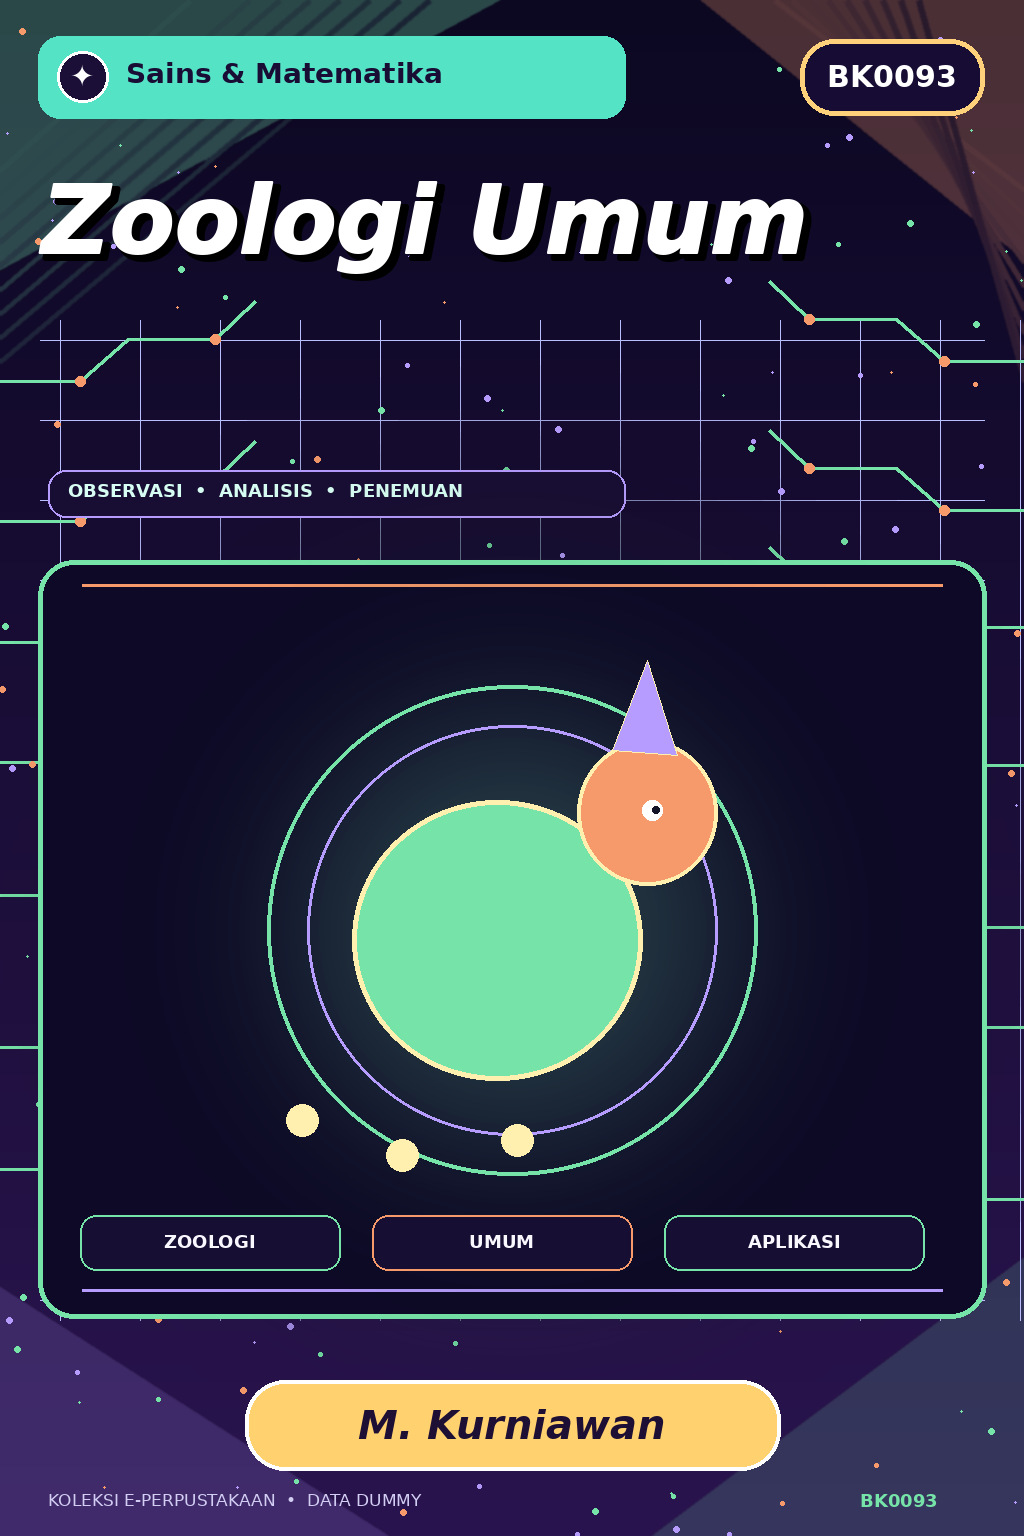 ✦ Sains & Matematika
BK0093
Zoologi Umum
OBSERVASI • ANALISIS • PENEMUAN
ZOOLOGI
UMUM
APLIKASI
M. Kurniawan
KOLEKSI E-PERPUSTAKAAN • DATA DUMMY
BK0093